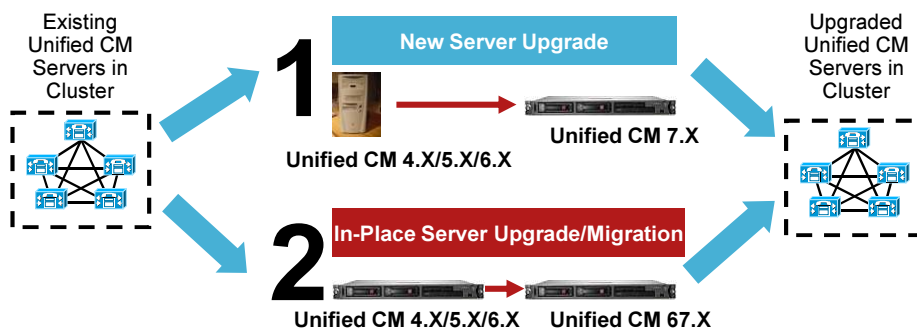 Existing
Unified CM
Servers in
Cluster
1
New Server Upgrade
Unified CM 4.X/5.X/6.X
Unified CM 7.X
2
In-Place Server Upgrade/Migration
Unified CM 4.X/5.X/6.X
Unified CM 67.X
Upgraded
Unified CM
Servers in
Cluster